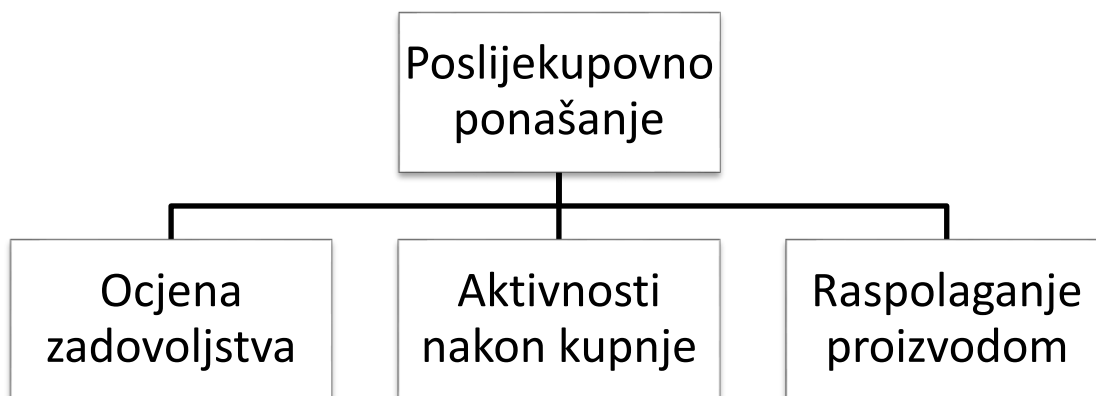 Poslijekupovno
ponašanje
Ocjena
zadovoljstva
Aktivnosti
nakon kupnje
Raspolaganje
proizvodom